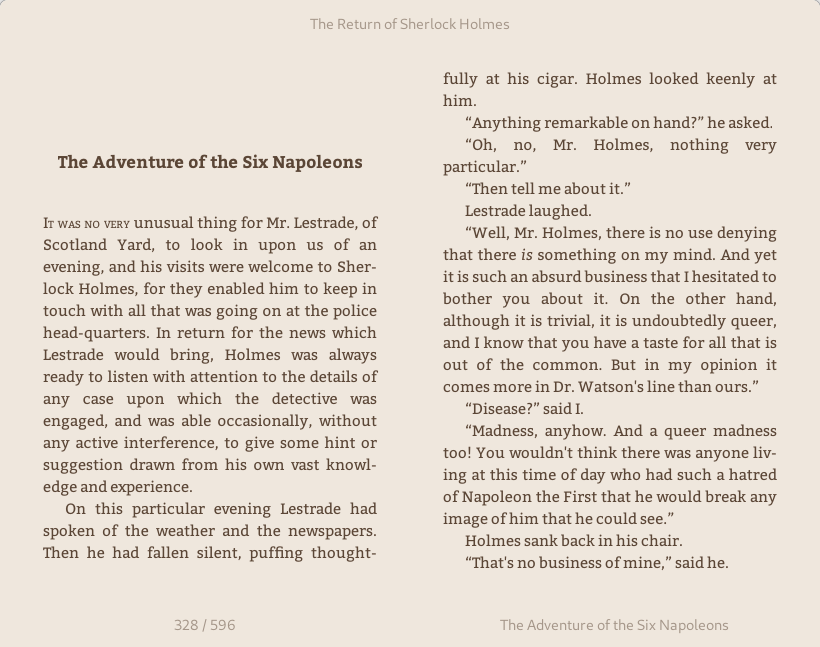 The Return of Sherlock Holmes
The Adventure of the Six Napoleons
It was no very unusual thing for Mr. Lestrade, of
Scotland Yard, to look in upon us of an
evening, and his visits were welcome to Sher-
lock Holmes, for they enabled him to keep in
touch with all that was going on at the police
head-quarters. In return for the news which
Lestrade would bring, Holmes was always
ready to listen with attention to the details of
any case upon which the detective was
engaged, and was able occasionally, without
any active interference, to give some hint or
suggestion drawn from his own vast knowl-
edge and experience.
On this particular evening Lestrade had
spoken of the weather and the newspapers.
Then he had fallen silent, puffing thought-
fully at his cigar. Holmes looked keenly at
him.
“Anything remarkable on hand?” he asked.
“Oh, no, Mr. Holmes, nothing very
particular.”
“Then tell me about it.”
Lestrade laughed.
“Well, Mr. Holmes, there is no use denying
that there is something on my mind. And yet
it is such an absurd business that I hesitated to
bother you about it. On the other hand,
although it is trivial, it is undoubtedly queer,
and I know that you have a taste for all that is
out of the common. But in my opinion it
comes more in Dr. Watson's line than ours.”
“Disease?” said I.
“Madness, anyhow. And a queer madness
too! You wouldn't think there was anyone liv-
ing at this time of day who had such a hatred
of Napoleon the First that he would break any
image of him that he could see.”
Holmes sank back in his chair.
“That's no business of mine,” said he.
328 / 596
The Adventure of the Six Napoleons